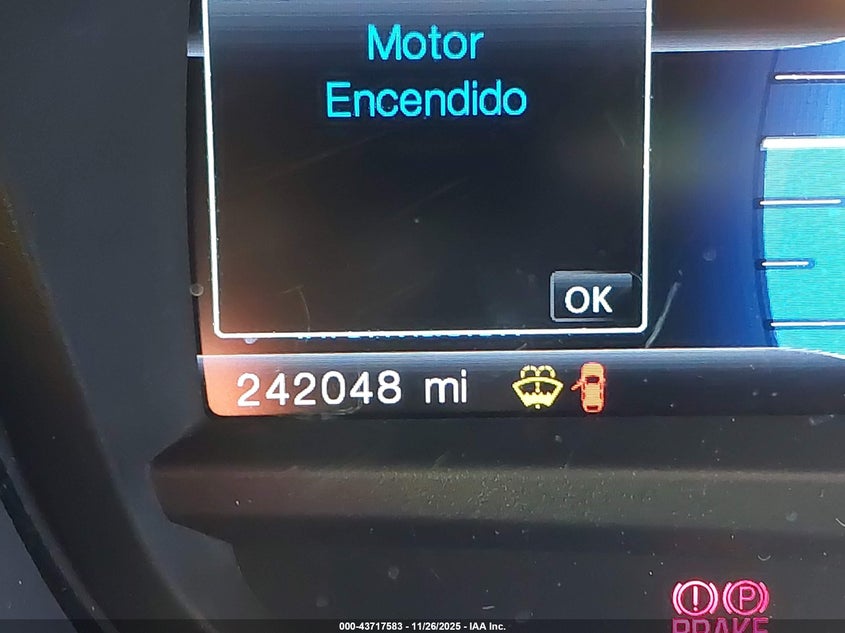 Motor
Encendido
OK
242048 mi
P
BRAKE
000-43717583 - 11/26/2025 - IAA Inc.